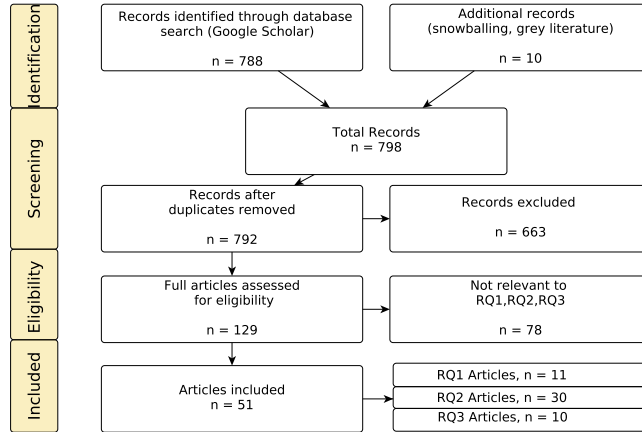 Identification
Records identified through database
search (Google Scholar)
n = 788
Additional records
(snowballing, grey literature)
n = 10
Screening
Total Records
n = 798
Records after
duplicates removed
n = 792
Records excluded
n = 663
Eligibility
Full articles assessed
for eligibility
n = 129
Not relevant to
RQ1,RQ2,RQ3
n = 78
Included
Articles included
n = 51
RQ1 Articles, n = 11
RQ2 Articles, n = 30
RQ3 Articles, n = 10